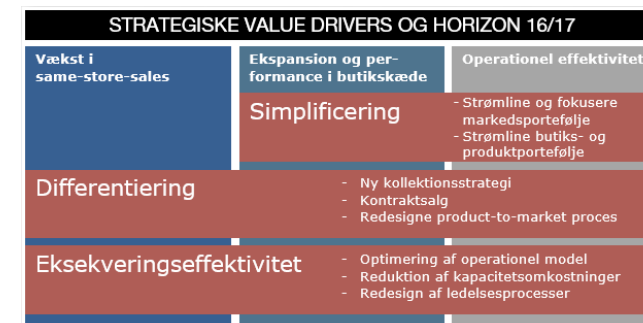 STRATEGISKE VALUE DRIVERS OG HORIZON 16/17
Vækst i
same-store-sales
Ekspansion og per-
formance i butikskæde
Operationel effektivitet
Simplificering
- Strømline og fokusere
markedsportefølje
- Strømline butiks- og
produktportefølje
Differentiering
- Ny kollektionsstrategi
- Kontraktsalg
- Redesigne product-to-market proces
Eksekveringseffektivitet
- Optimering af operationel model
- Reduktion af kapacitetsomkostninger
- Redesign af ledelsesprocesser